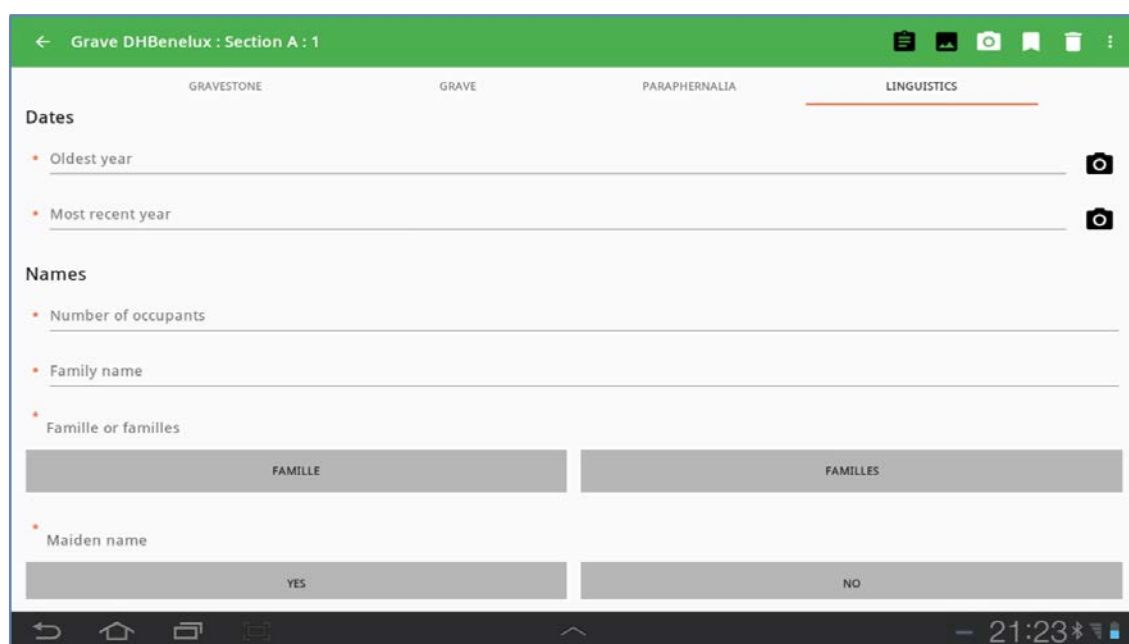 Grave DHBenelux : Section A : 1
GRAVESTONE GRAVE PARAPHERNALIA LINGUISTICS
Dates
* Oldest year
* Most recent year
Names
* Number of occupants
* Family name
*
Famille or familles
FAMILLE FAMILLES
*
Maiden name
YES NO
21:23